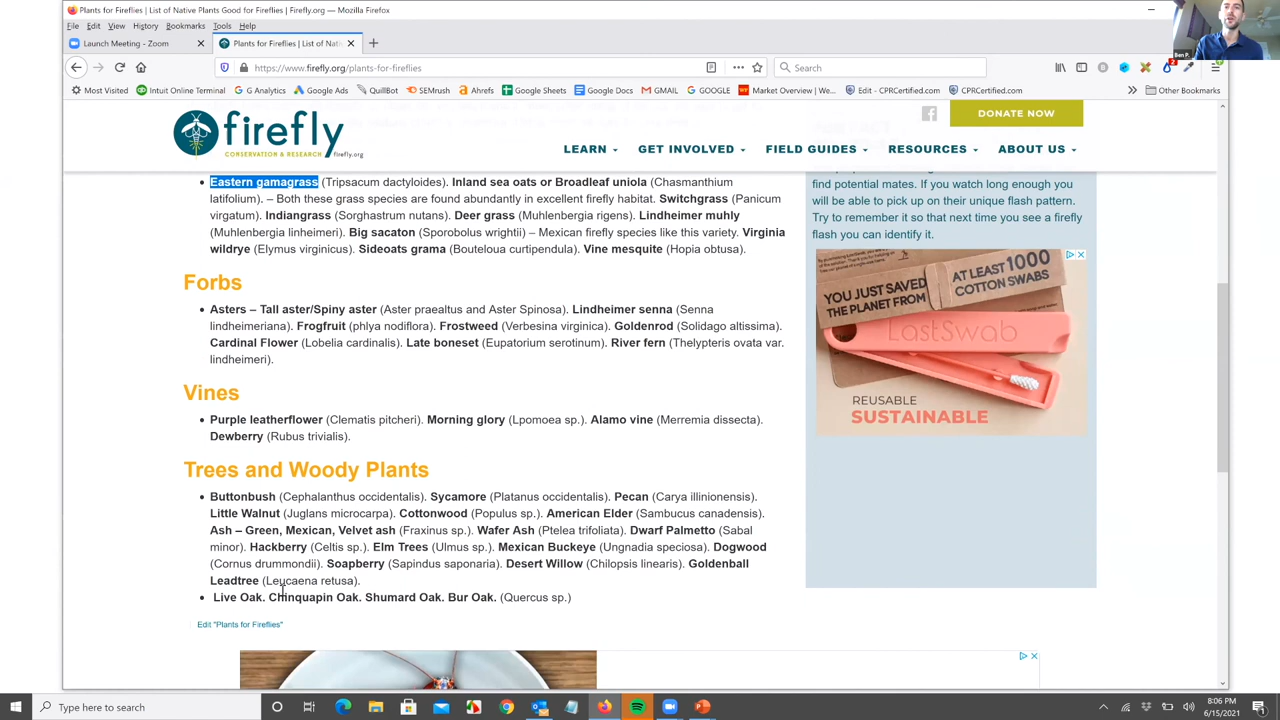 Plants for Fireflies | List of Native Plants Good for Fireflies | Firefly.org — Mozilla Firefox
File Edit View History Bookmarks Tools Help
Launch Meeting - Zoom
Plants for Fireflies | List of Nati
https://www.firefly.org/plants-for-fireflies
Search
2
Most Visited Intuit Online Terminal G Analytics Google Ads QuillBot SEMrush Ahrefs Google Sheets Google Docs GMAIL GOOGLE Market Overview | We... Edit - CPRCertified.com CPRCertified.com Other Bookmarks
Ben P.
firefly
CONSERVATION & RESEARCH firefly.org
DONATE NOW
LEARN GET INVOLVED FIELD GUIDES RESOURCES ABOUT US
Eastern gamagrass (Tripsacum dactyloides). Inland sea oats or Broadleaf uniola (Chasmanthium
latifolium). – Both these grass species are found abundantly in excellent firefly habitat. Switchgrass (Panicum
virgatum). Indiangrass (Sorghastrum nutans). Deer grass (Muhlenbergia rigens). Lindheimer muhly
(Muhlenbergia linheimeri). Big sacaton (Sporobolus wrightii) – Mexican firefly species like this variety. Virginia
wildrye (Elymus virginicus). Sideoats grama (Bouteloua curtipendula). Vine mesquite (Hopia obtusa).
Forbs
Asters – Tall aster/Spiny aster (Aster praealtus and Aster Spinosa). Lindheimer senna (Senna
lindheimeriana). Frogfruit (phlya nodiflora). Frostweed (Verbesina virginica). Goldenrod (Solidago altissima).
Cardinal Flower (Lobelia cardinalis). Late boneset (Eupatorium serotinum). River fern (Thelypteris ovata var.
lindheimeri).
Vines
Purple leatherflower (Clematis pitcheri). Morning glory (Lpomoea sp.). Alamo vine (Merremia dissecta).
Dewberry (Rubus trivialis).
Trees and Woody Plants
Buttonbush (Cephalanthus occidentalis). Sycamore (Platanus occidentalis). Pecan (Carya illinionensis).
Little Walnut (Juglans microcarpa). Cottonwood (Populus sp.). American Elder (Sambucus canadensis).
Ash – Green, Mexican, Velvet ash (Fraxinus sp.). Wafer Ash (Ptelea trifoliata). Dwarf Palmetto (Sabal
minor). Hackberry (Celtis sp.). Elm Trees (Ulmus sp.). Mexican Buckeye (Ungnadia speciosa). Dogwood
(Cornus drummondii). Soapberry (Sapindus saponaria). Desert Willow (Chilopsis linearis). Goldenball
Leadtree (Leucaena retusa).
Live Oak. Chinquapin Oak. Shumard Oak. Bur Oak. (Quercus sp.)
Edit "Plants for Fireflies"
find potential mates. If you watch long enough you
will be able to pick up on their unique flash pattern.
Try to remember it so that next time you see a firefly
flash you can identify it.
YOU JUST SAVED
THE PLANET FROM
AT LEAST 1000
COTTON SWABS
LastSwab
REUSABLE
SUSTAINABLE
Type here to search
8:06 PM
6/15/2021